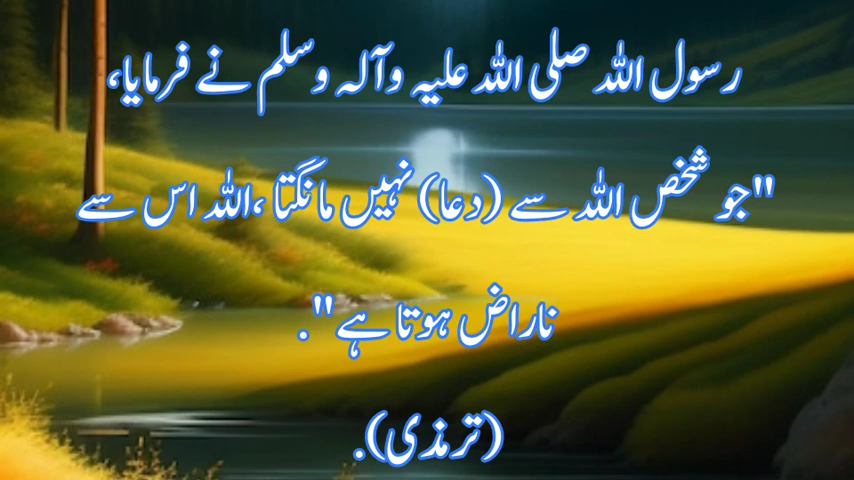 رسول اللہ صلی اللہ علیہ وآلہ وسلم نے فرمایا،
"جو شخص اللہ سے (دعا) نہیں مانگتا ،اللہ اس سے
ناراض ہوتا ہے".
(ترمذی).